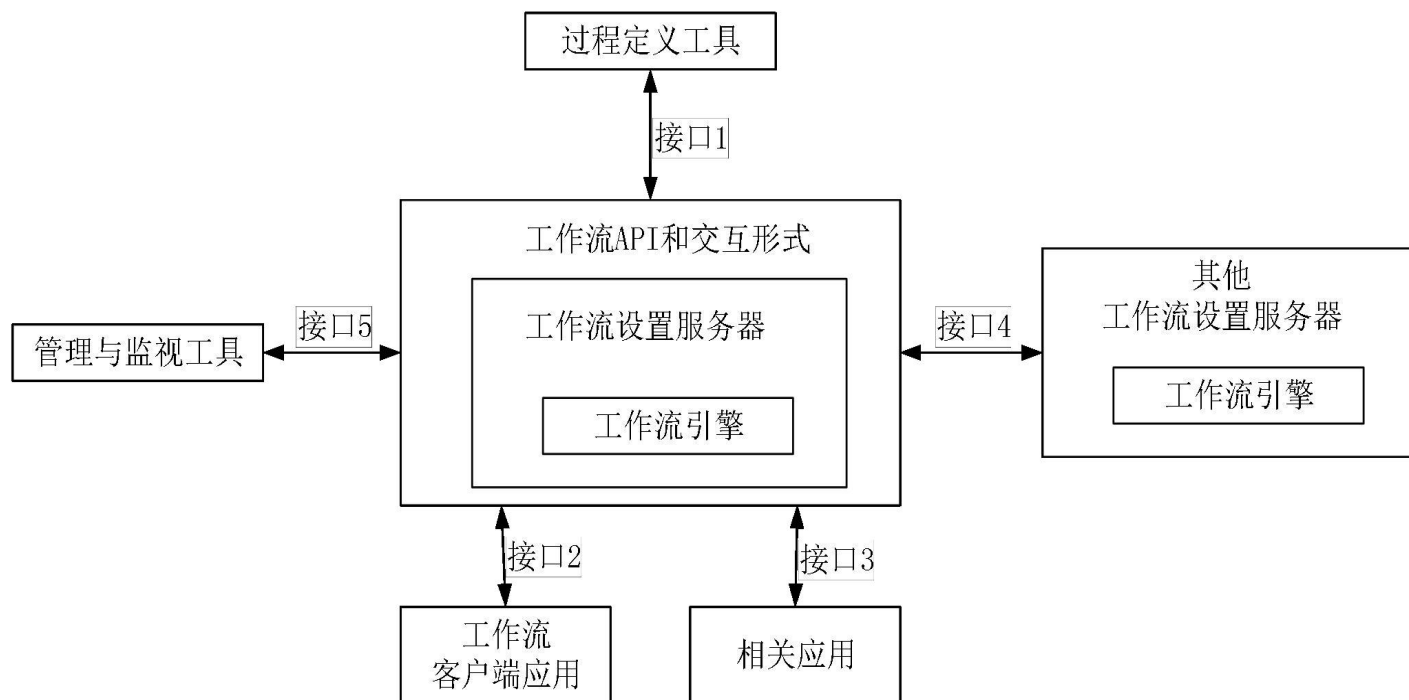 过程定义工具
接口1
工作流API和交互形式
其他
工作流设置服务器
接口5
工作流设置服务器
接口4
管理与监视工具
工作流引擎
工作流引擎
接口2
接口3
工作流
客户端应用
相关应用